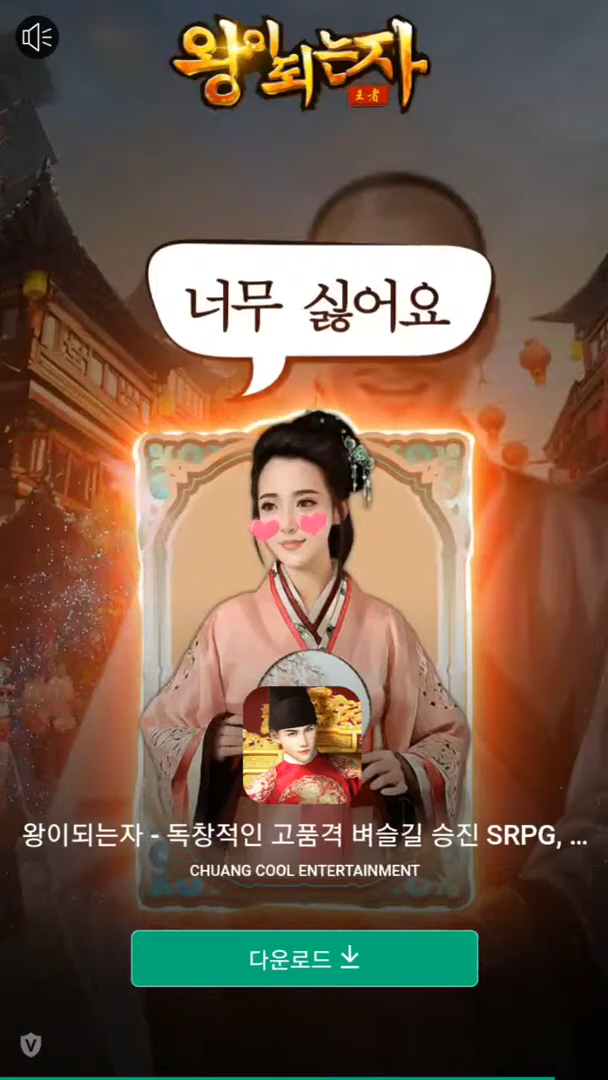 왕이되는자
王者
너무 싫어요
왕이되는자 - 독창적인 고품격 벼슬길 승진 SRPG, ...
CHUANG COOL ENTERTAINMENT
다운로드
V